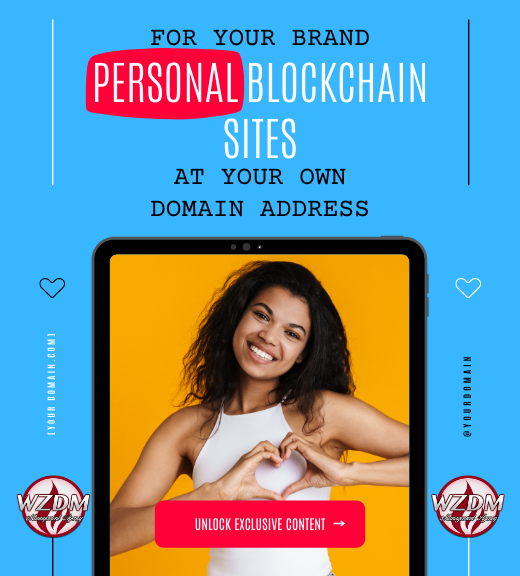 FOR YOUR BRAND
PERSONAL BLOCKCHAIN
SITES
AT YOUR OWN
DOMAIN ADDRESS
[YOUR DOMAIN.COM]
@YOURDOMAIN
WZDM
WZDM
UNLOCK EXCLUSIVE CONTENT →